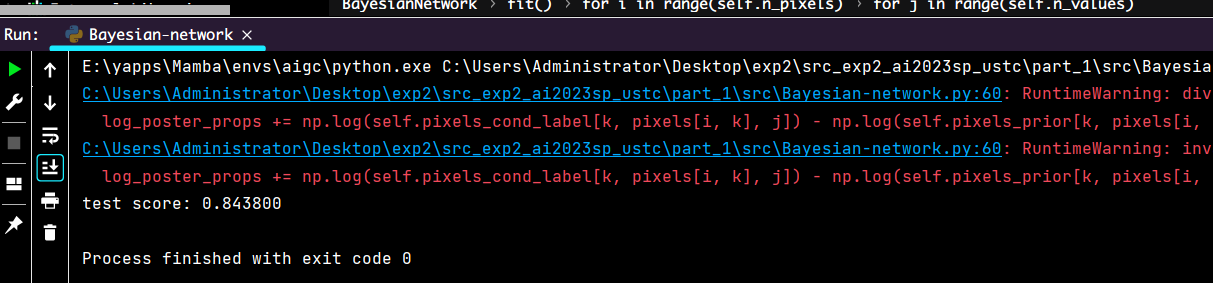 BayesianNetwork › fit() › for i in range(self.n_pixels) › for j in range(self.n_values)
Run: Bayesian-network ×
E:\yapps\Mamba\envs\aigc\python.exe C:\Users\Administrator\Desktop\exp2\src_exp2_ai2023sp_ustc\part_1\src\Bayesia
C:\Users\Administrator\Desktop\exp2\src_exp2_ai2023sp_ustc\part_1\src\Bayesian-network.py:60: RuntimeWarning: div
log_poster_props += np.log(self.pixels_cond_label[k, pixels[i, k], j]) - np.log(self.pixels_prior[k, pixels[i,
C:\Users\Administrator\Desktop\exp2\src_exp2_ai2023sp_ustc\part_1\src\Bayesian-network.py:60: RuntimeWarning: inv
log_poster_props += np.log(self.pixels_cond_label[k, pixels[i, k], j]) - np.log(self.pixels_prior[k, pixels[i,
test score: 0.843800
Process finished with exit code 0